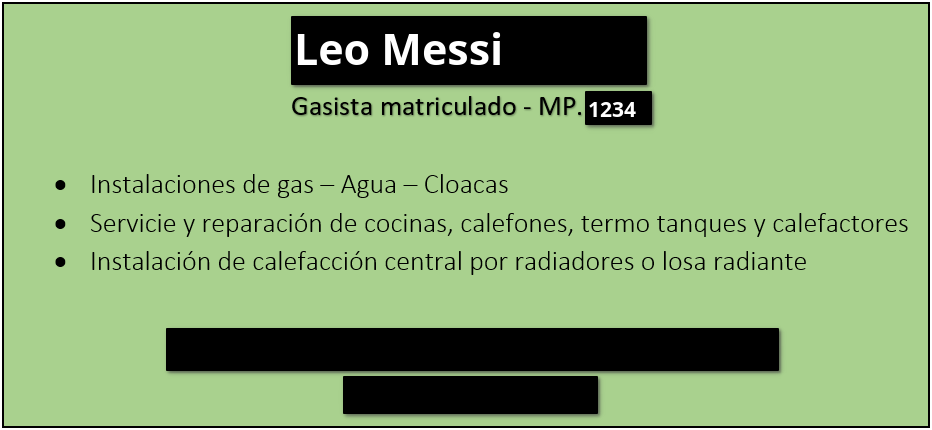 Leo Messi
Gasista matriculado - MP. 1234
• Instalaciones de gas – Agua – Cloacas
• Servicie y reparación de cocinas, calefones, termo tanques y calefactores
• Instalación de calefacción central por radiadores o losa radiante